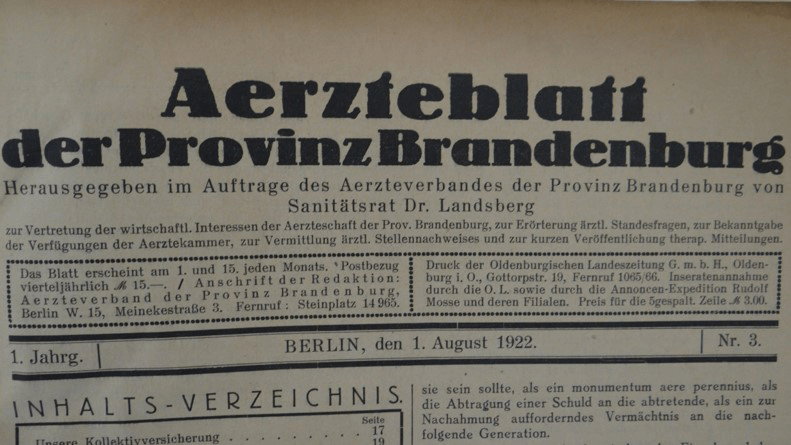 Aerzteblatt
der Provinz Brandenburg
Herausgegeben im Auftrage des Aerzteverbandes der Provinz Brandenburg von
Sanitätsrat Dr. Landsberg
zur Vertretung der wirtschaftl. Interessen der Aerzteschaft der Prov. Brandenburg, zur Erörterung ärztl. Standesfragen, zur Bekanntgabe
der Verfügungen der Aerztekammer, zur Vermittlung ärztl. Stellennachweises und zur kurzen Veröffentlichung therap. Mitteilungen.
Das Blatt erscheint am 1. und 15. jeden Monats. Postbezug
vierteljährlich ℳ 15.—. / Anschrift der Redaktion:
Aerzteverband der Provinz Brandenburg,
Berlin W. 15, Meinekestraße 3. Fernruf: Steinplatz 14965.
Druck der Oldenburgischen Landeszeitung G. m. b. H., Olden-
burg i. O., Gottorpstr. 19, Fernruf 1065/66. Inseratenannahme
durch die O. L. sowie durch die Annoncen-Expedition Rudolf
Mosse und deren Filialen. Preis für die 5gespalt. Zeile ℳ 3.00.
1. Jahrg.
BERLIN, den 1. August 1922.
Nr. 3.
INHALTS-VERZEICHNIS.
Seite
Unsere Kollektivversicherung . . . . . . . . . 17
19
sie sein sollte, als ein monumentum aere perennius, als
die Abtragung einer Schuld an die abtretende, als ein zur
Nachahmung aufforderndes Vermächtnis an die nach-
folgende Generation.